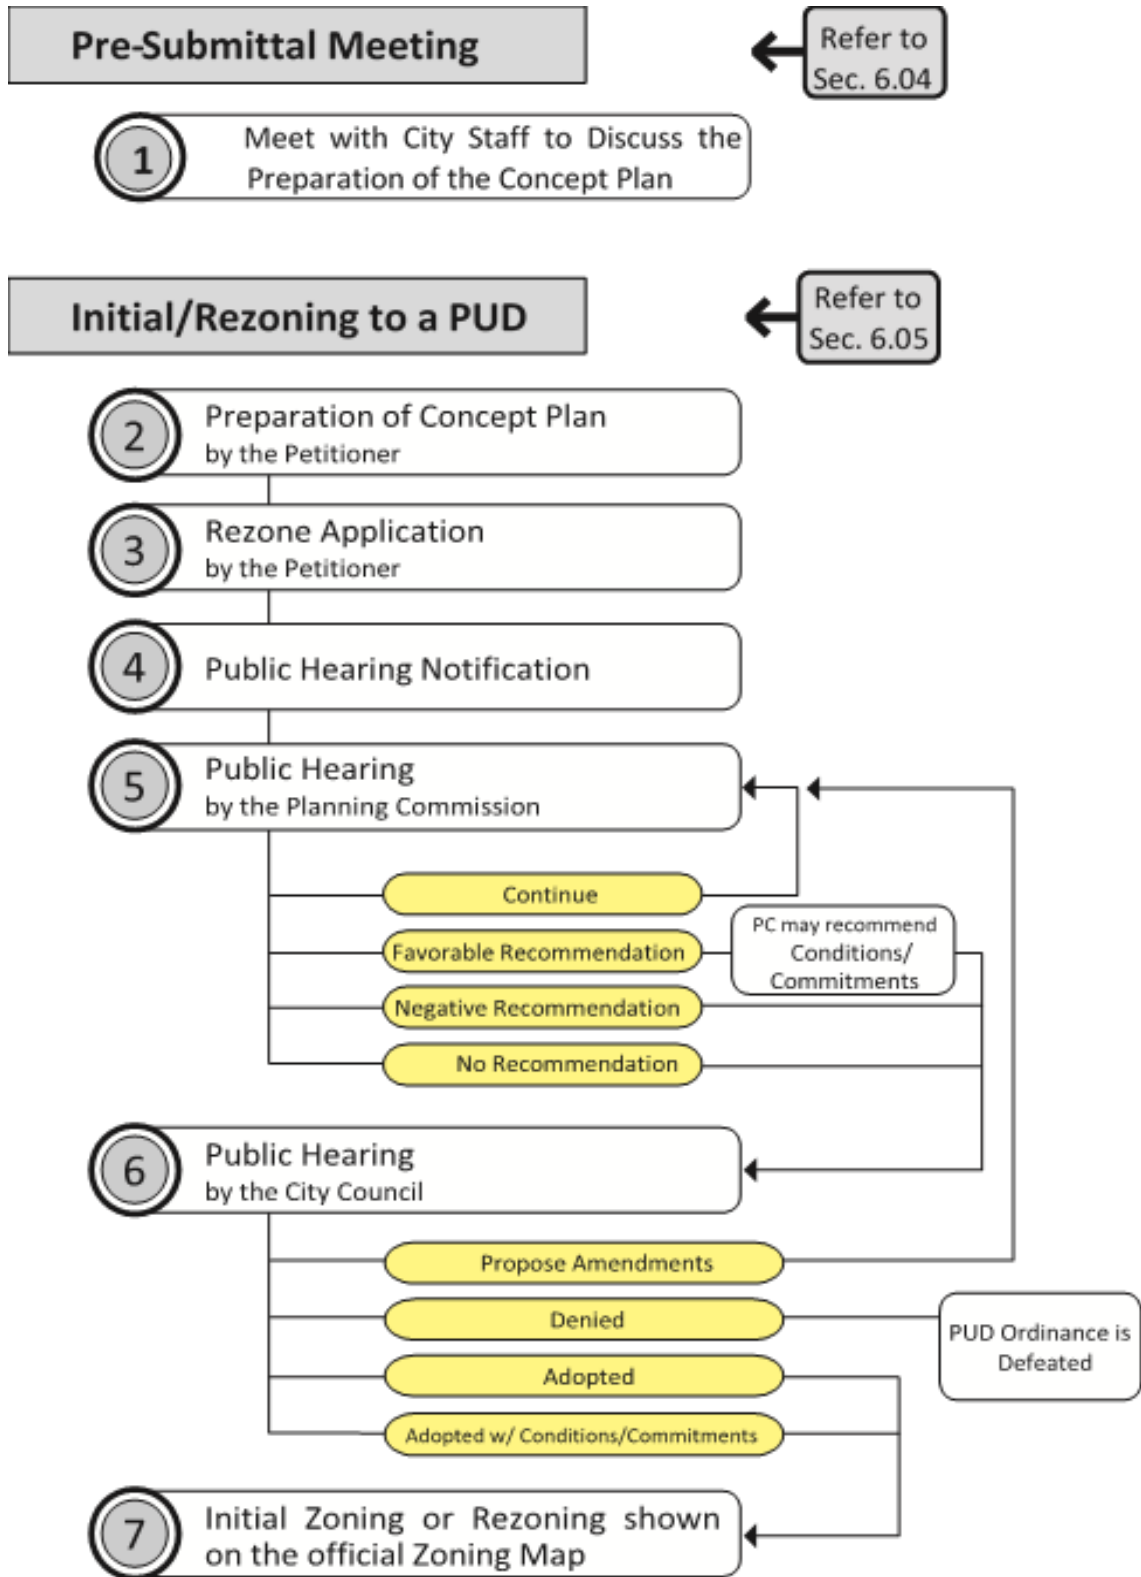 Pre-Submittal Meeting
Refer to
Sec. 6.04
1
Meet with City Staff to Discuss the
Preparation of the Concept Plan
Initial/Rezoning to a PUD
Refer to
Sec. 6.05
2
Preparation of Concept Plan
by the Petitioner
3
Rezone Application
by the Petitioner
4
Public Hearing Notification
5
Public Hearing
by the Planning Commission
Continue
Favorable Recommendation
PC may recommend
Conditions/
Commitments
Negative Recommendation
No Recommendation
6
Public Hearing
by the City Council
Propose Amendments
Denied
PUD Ordinance is
Defeated
Adopted
Adopted w/ Conditions/Commitments
7
Initial Zoning or Rezoning shown
on the official Zoning Map